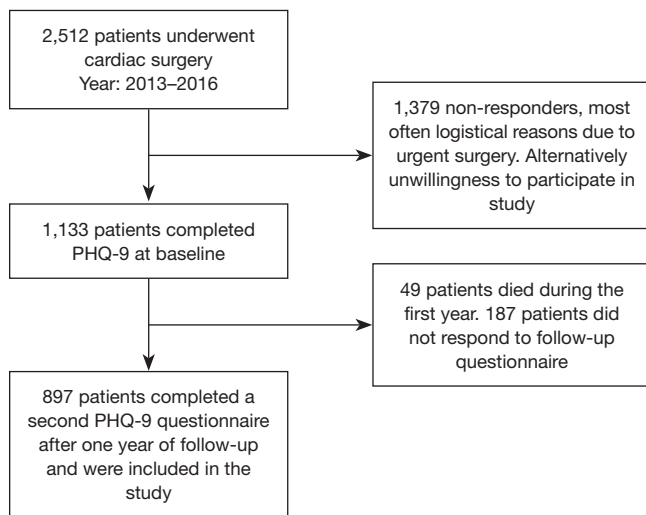 2,512 patients underwent
cardiac surgery
Year: 2013–2016
1,379 non-responders, most
often logistical reasons due to
urgent surgery. Alternatively
unwillingness to participate in
study
1,133 patients completed
PHQ-9 at baseline
49 patients died during the
first year. 187 patients did
not respond to follow-up
questionnaire
897 patients completed a
second PHQ-9 questionnaire
after one year of follow-up
and were included in the
study